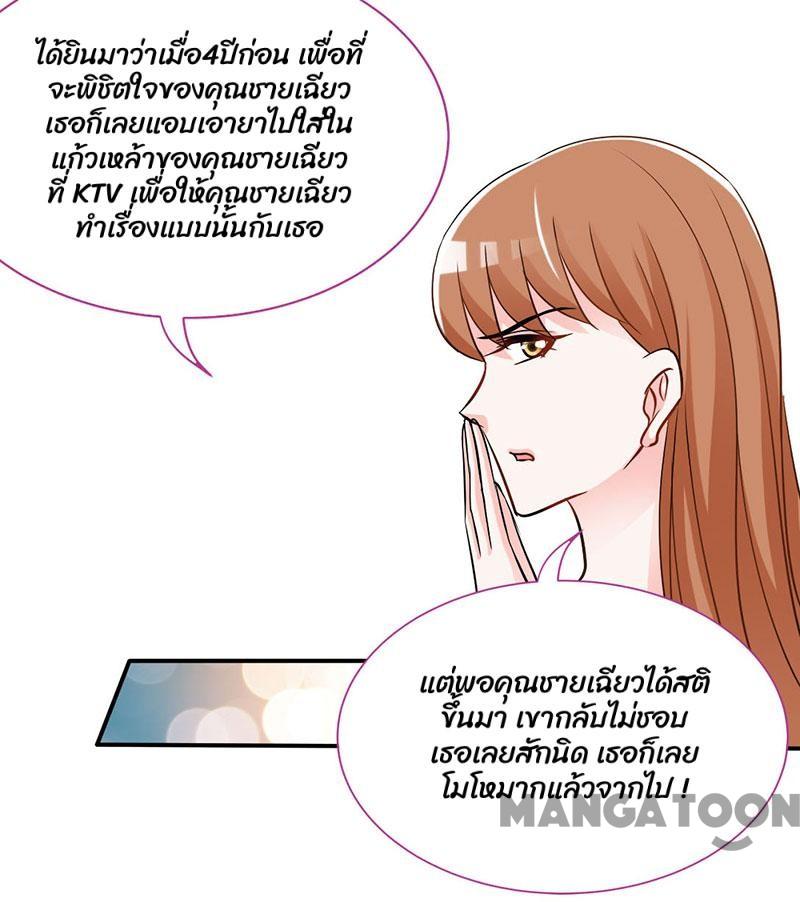 ได้ยินมาว่าเมื่อ4ปีก่อน เพื่อที่
จะพิชิตใจของคุณชายเฉียว
เธอก็เลยแอบเอายาไปใส่ใน
แก้วเหล้าของคุณชายเฉียว
ที่ KTV เพื่อให้คุณชายเฉียว
ทำเรื่องแบบนั้นกับเธอ
แต่พอคุณชายเฉียวได้สติ
ขึ้นมา เขากลับไม่ชอบ
เธอเลยสักนิด เธอก็เลย
โมโหมากแล้วจากไป !
MANGATOON